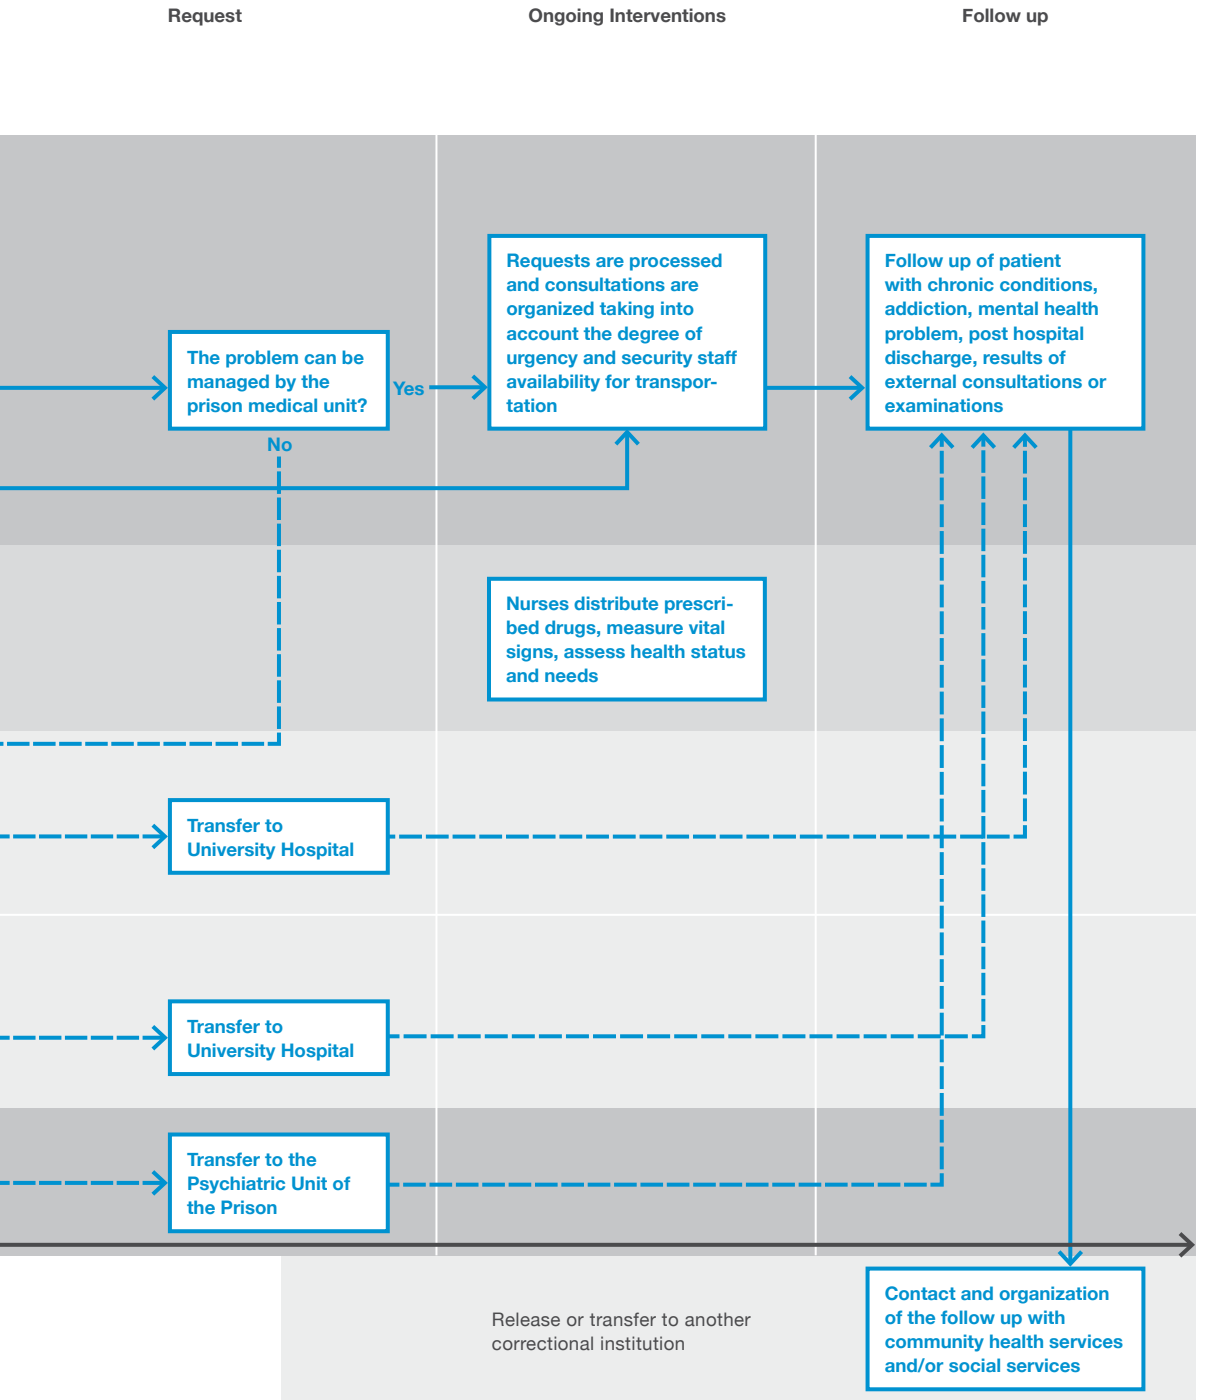 Request
Ongoing Interventions
Follow up
The problem can be
managed by the
prison medical unit?
Yes
No
Requests are processed
and consultations are
organized taking into
account the degree of
urgency and security staff
availability for transpor-
tation
Follow up of patient
with chronic conditions,
addiction, mental health
problem, post hospital
discharge, results of
external consultations or
examinations
Nurses distribute prescri-
bed drugs, measure vital
signs, assess health status
and needs
Transfer to
University Hospital
Transfer to
University Hospital
Transfer to the
Psychiatric Unit of
the Prison
Release or transfer to another
correctional institution
Contact and organization
of the follow up with
community health services
and/or social services